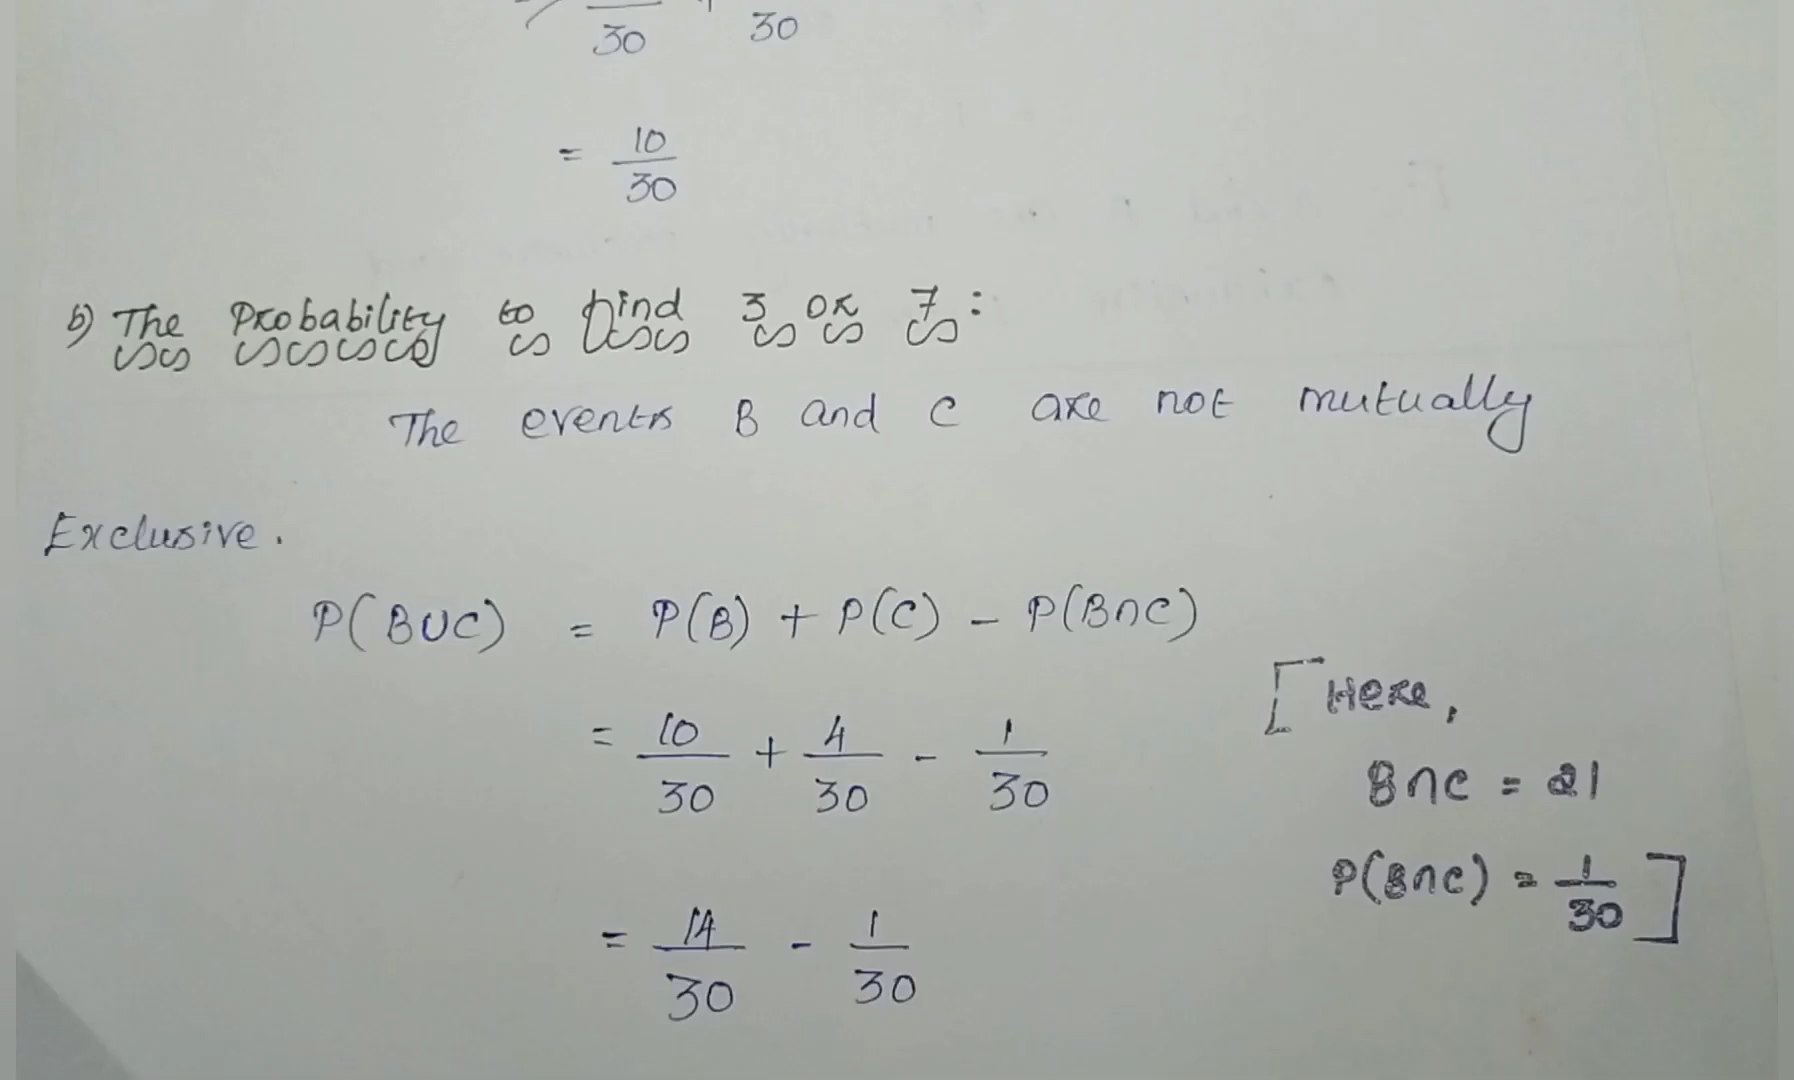 30 30
= 10/30
b) The Probability to find 3 or 7:
The events B and C are not mutually
Exclusive.
P(BUC) = P(B) + P(C) - P(B∩C)
= 10/30 + 4/30 - 1/30
[Here,
B∩C = 21
P(B∩C) = 1/30]
= 14/30 - 1/30